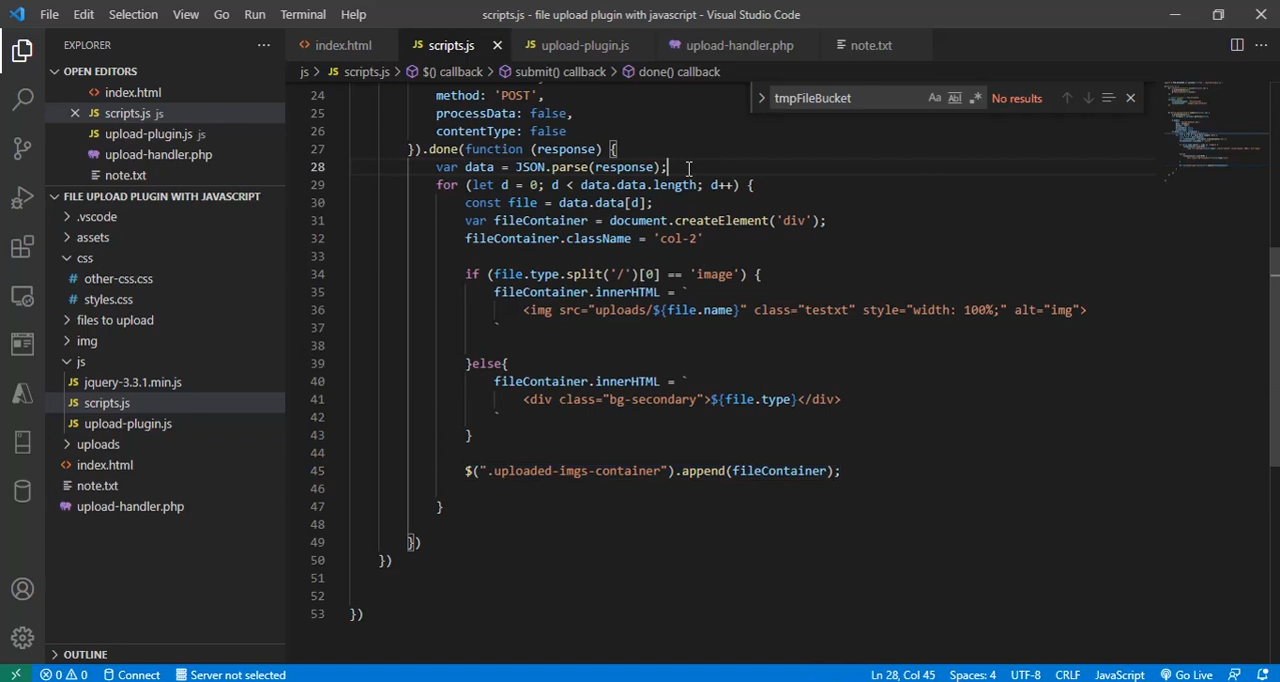 File Edit Selection View Go Run Terminal Help scripts.js - file upload plugin with javascript - Visual Studio Code
EXPLORER
OPEN EDITORS
index.html
scripts.js js
upload-plugin.js js
upload-handler.php
note.txt
FILE UPLOAD PLUGIN WITH JAVASCRIPT
.vscode
assets
css
other-css.css
styles.css
files to upload
img
js
jquery-3.3.1.min.js
scripts.js
upload-plugin.js
uploads
index.html
note.txt
upload-handler.php
OUTLINE
index.html scripts.js upload-plugin.js upload-handler.php note.txt
js > scripts.js > $() callback > submit() callback > done() callback
tmpFileBucket Aa Abl No results
24 method: 'POST',
25 processData: false,
26 contentType: false
27 }).done(function (response) {
28 var data = JSON.parse(response);
29 for (let d = 0; d < data.data.length; d++) {
30 const file = data.data[d];
31 var fileContainer = document.createElement('div');
32 fileContainer.className = 'col-2'
33
34 if (file.type.split('/')[0] == 'image') {
35 fileContainer.innerHTML = `
36 <img src="uploads/${file.name}" class="testxt" style="width: 100%;" alt="img">
37 `
38
39 }else{
40 fileContainer.innerHTML = `
41 <div class="bg-secondary">${file.type}</div>
42 `
43 }
44
45 $(".uploaded-imgs-container").append(fileContainer);
46
47 }
48
49 })
50 })
51
52
53 })
0 0 Connect Server not selected Ln 28, Col 45 Spaces: 4 UTF-8 CRLF JavaScript Go Live